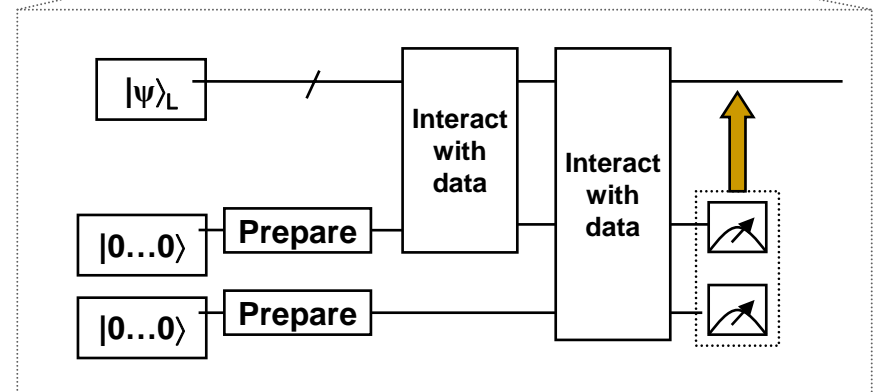 |ψ⟩L
Interact
with
data
Interact
with
data
|0...0⟩
Prepare
|0...0⟩
Prepare